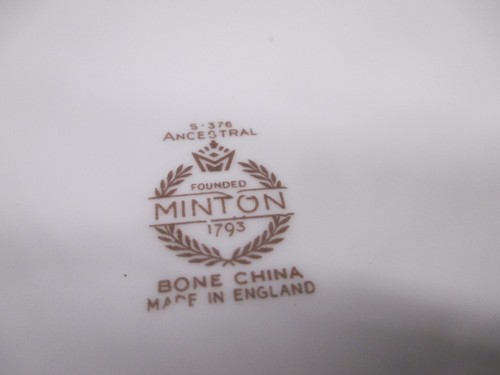 S-376
ANCESTRAL
FOUNDED
MINTON
1793
BONE CHINA
MADE IN ENGLAND